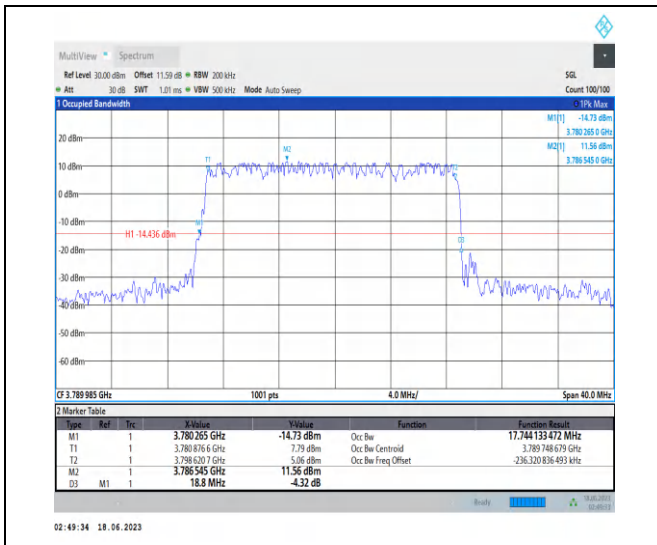 MultiView Spectrum
Ref Level 30.00 dBm Offset 11.59 dB RBW 200 kHz SGL
Att 30 dB SWT 1.01 ms VBW 500 kHz Mode Auto Sweep Count 100/100
1 Occupied Bandwidth 1Pk Max
M1[1] -14.73 dBm
3.780 265 0 GHz
M2[1] 11.56 dBm
3.786 545 0 GHz
20 dBm
M2
T1
10 dBm
0 dBm
-10 dBm
H1 -14.436 dBm
D3
-20 dBm
-30 dBm
-40 dBm
-50 dBm
-60 dBm
CF 3.789 985 GHz 1001 pts 4.0 MHz/ Span 40.0 MHz
2 Marker Table
Type Ref Trc X-Value Y-Value Function Function Result
M1 1 3.780 265 GHz -14.73 dBm Occ Bw 17.744 133 472 MHz
T1 1 3.780 876 6 GHz 7.79 dBm Occ Bw Centroid 3.789 748 679 GHz
T2 1 3.798 620 7 GHz 5.06 dBm Occ Bw Freq Offset -236.320 836 493 kHz
M2 1 3.786 545 GHz 11.56 dBm
D3 M1 1 18.8 MHz -4.32 dB
Ready
02:49:34 18.06.2023